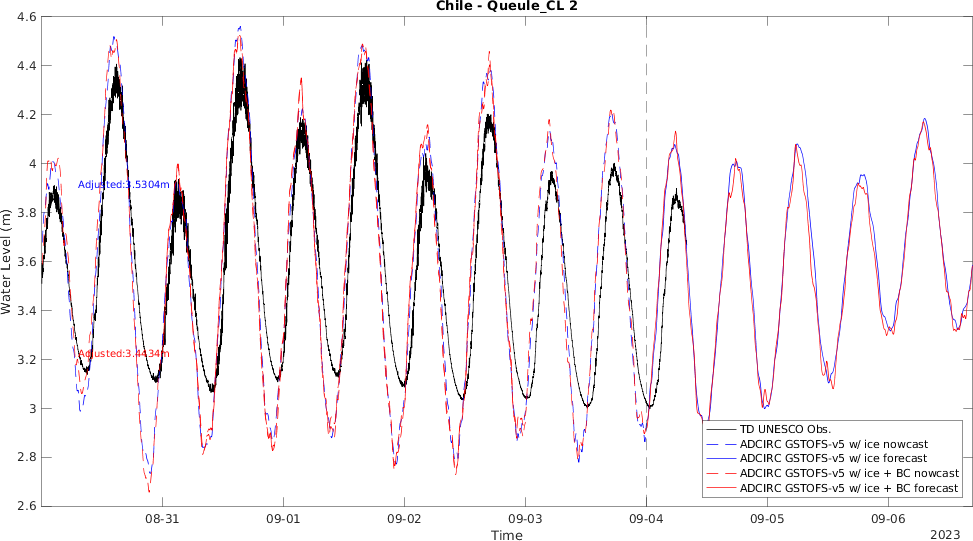 Chile - Queule_CL 2
4.6
4.4
4.2
4
3.8
3.6
3.4
3.2
3
2.8
2.6
Water Level (m)
Adjusted:3.5304m
Adjusted:3.4434m
TD UNESCO Obs.
ADCIRC GSTOFS-v5 w/ ice nowcast
ADCIRC GSTOFS-v5 w/ ice forecast
ADCIRC GSTOFS-v5 w/ ice + BC nowcast
ADCIRC GSTOFS-v5 w/ ice + BC forecast
08-31
09-01
09-02
09-03
09-04
09-05
09-06
Time
2023